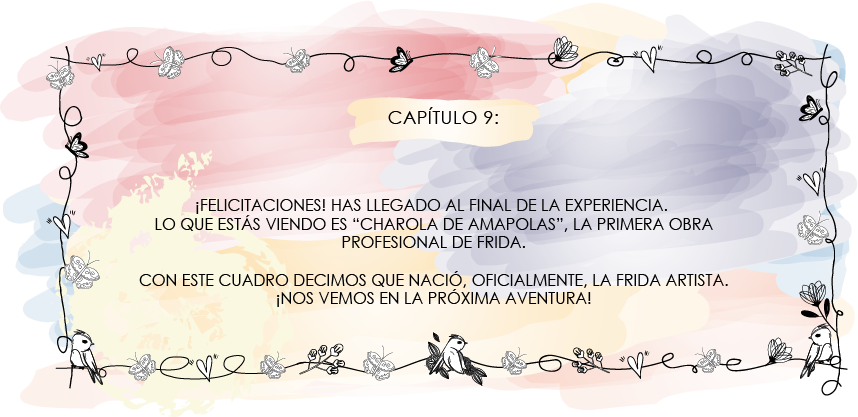 CAPÍTULO 9:
¡FELICITACIONES! HAS LLEGADO AL FINAL DE LA EXPERIENCIA.
LO QUE ESTÁS VIENDO ES “CHAROLA DE AMAPOLAS”, LA PRIMERA OBRA
PROFESIONAL DE FRIDA.
CON ESTE CUADRO DECIMOS QUE NACIÓ, OFICIALMENTE, LA FRIDA ARTISTA.
¡NOS VEMOS EN LA PRÓXIMA AVENTURA!